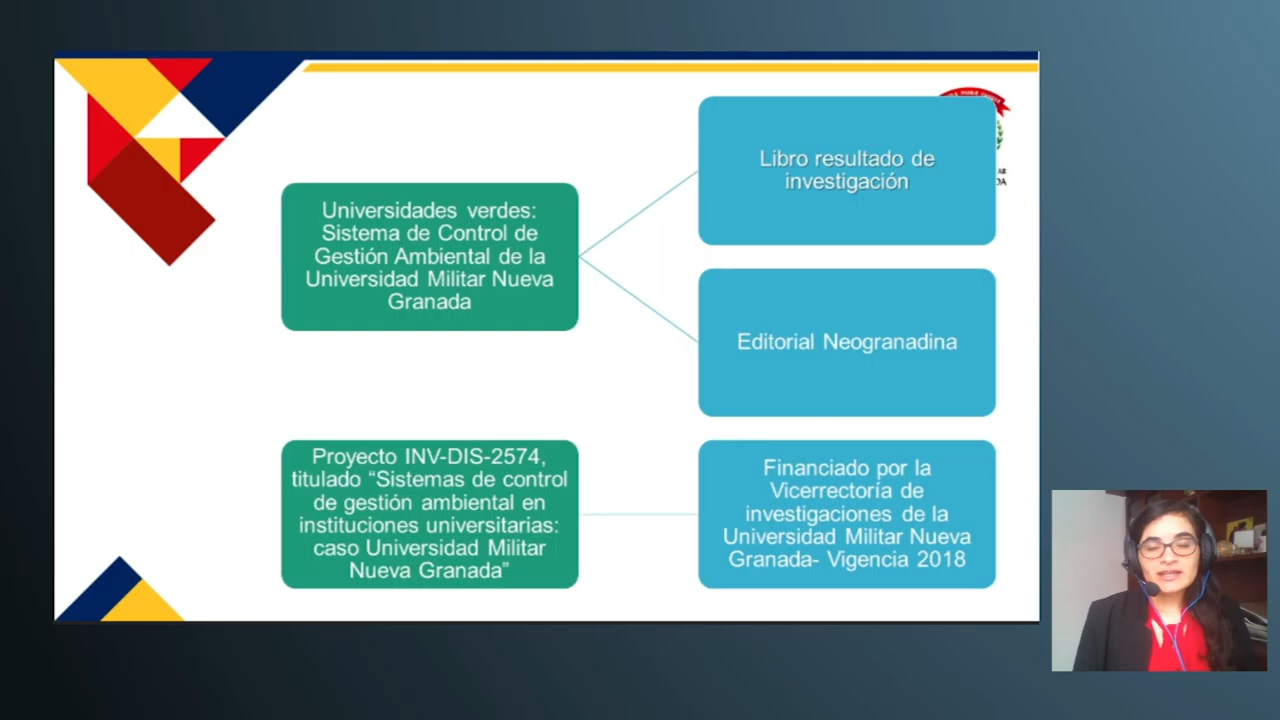 Universidades verdes:
Sistema de Control de
Gestión Ambiental de la
Universidad Militar Nueva
Granada
Libro resultado de
investigación
Editorial Neogranadina
Proyecto INV-DIS-2574,
titulado “Sistemas de control
de gestión ambiental en
instituciones universitarias:
caso Universidad Militar
Nueva Granada”
Financiado por la
Vicerrectoría de
investigaciones de la
Universidad Militar Nueva
Granada- Vigencia 2018